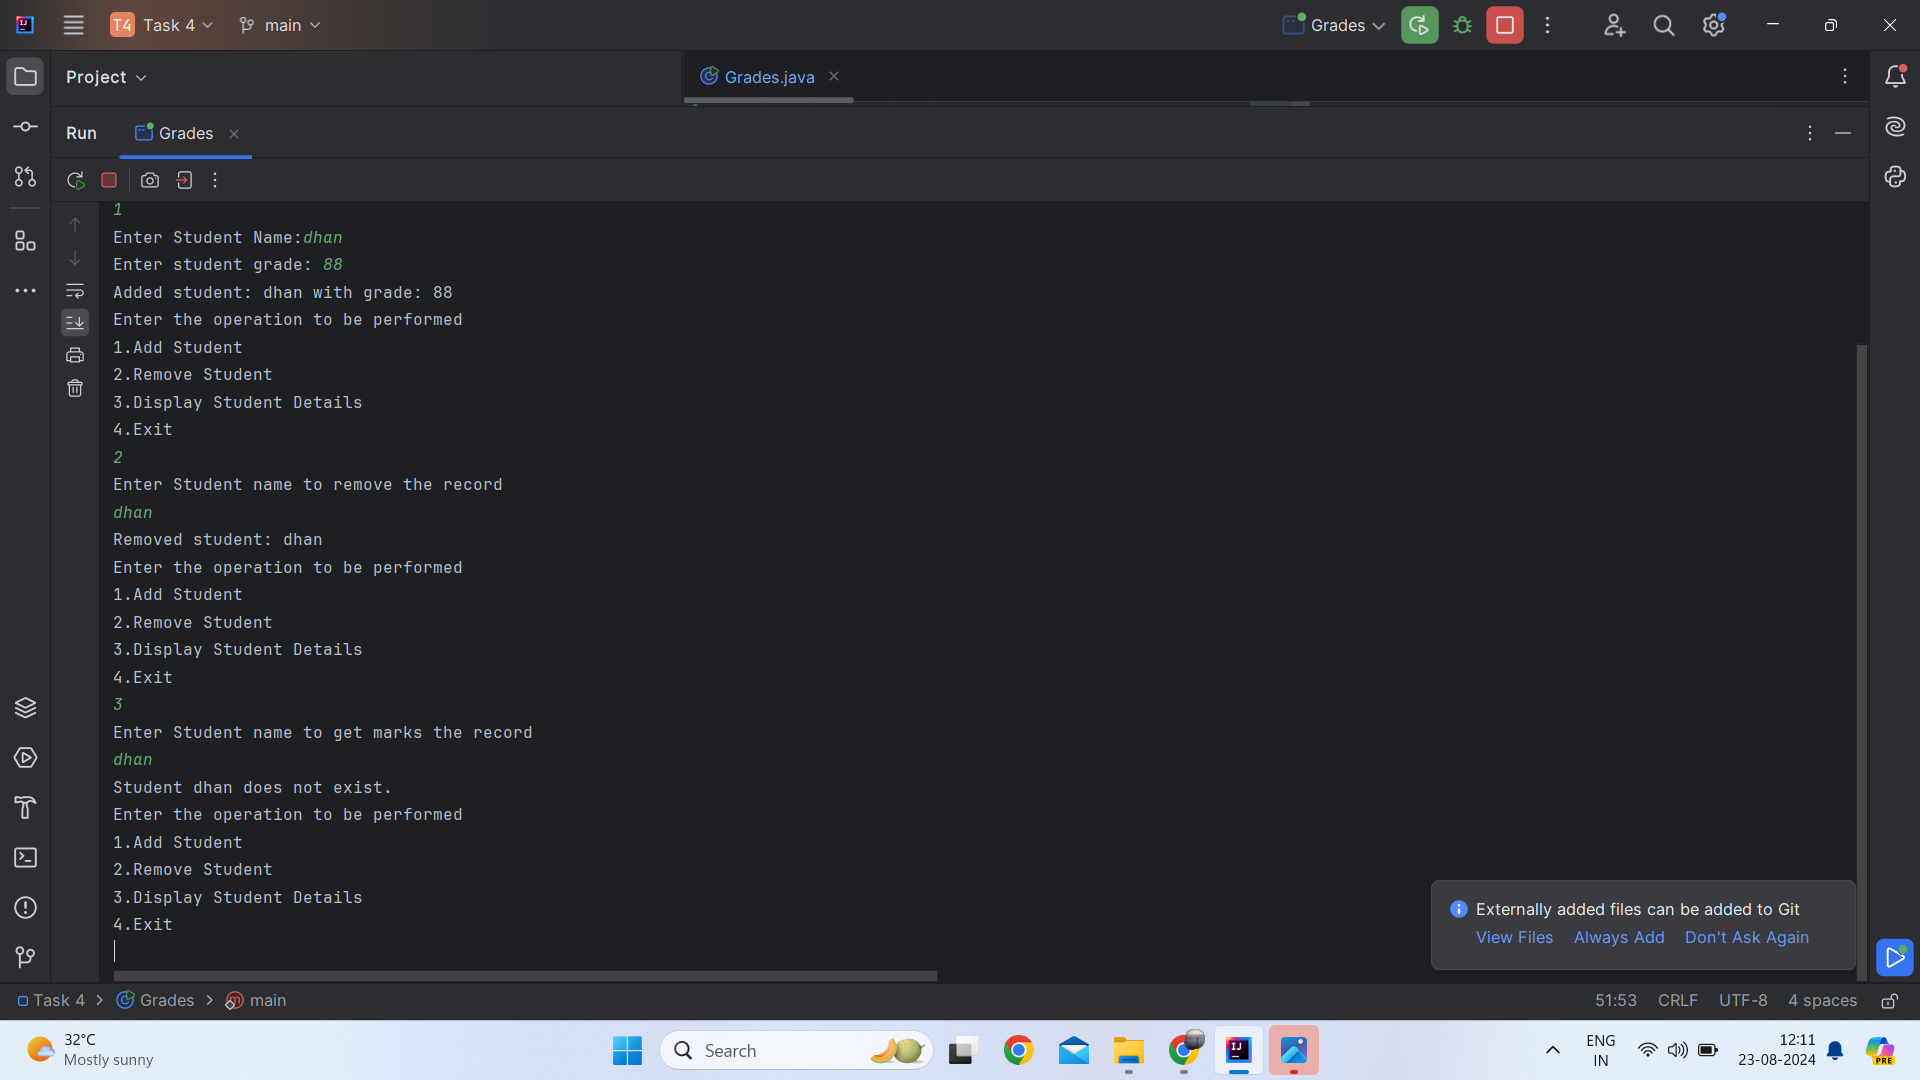 T4 Task 4 main Grades
Project Grades.java
Run Grades
1
Enter Student Name:dhan
Enter student grade: 88
Added student: dhan with grade: 88
Enter the operation to be performed
1.Add Student
2.Remove Student
3.Display Student Details
4.Exit
2
Enter Student name to remove the record
dhan
Removed student: dhan
Enter the operation to be performed
1.Add Student
2.Remove Student
3.Display Student Details
4.Exit
3
Enter Student name to get marks the record
dhan
Student dhan does not exist.
Enter the operation to be performed
1.Add Student
2.Remove Student
3.Display Student Details
4.Exit
Externally added files can be added to Git
View Files Always Add Don't Ask Again
Task 4 > Grades > main 51:53 CRLF UTF-8 4 spaces
32°C
Mostly sunny
Search
ENG
IN
12:11
23-08-2024
PRE